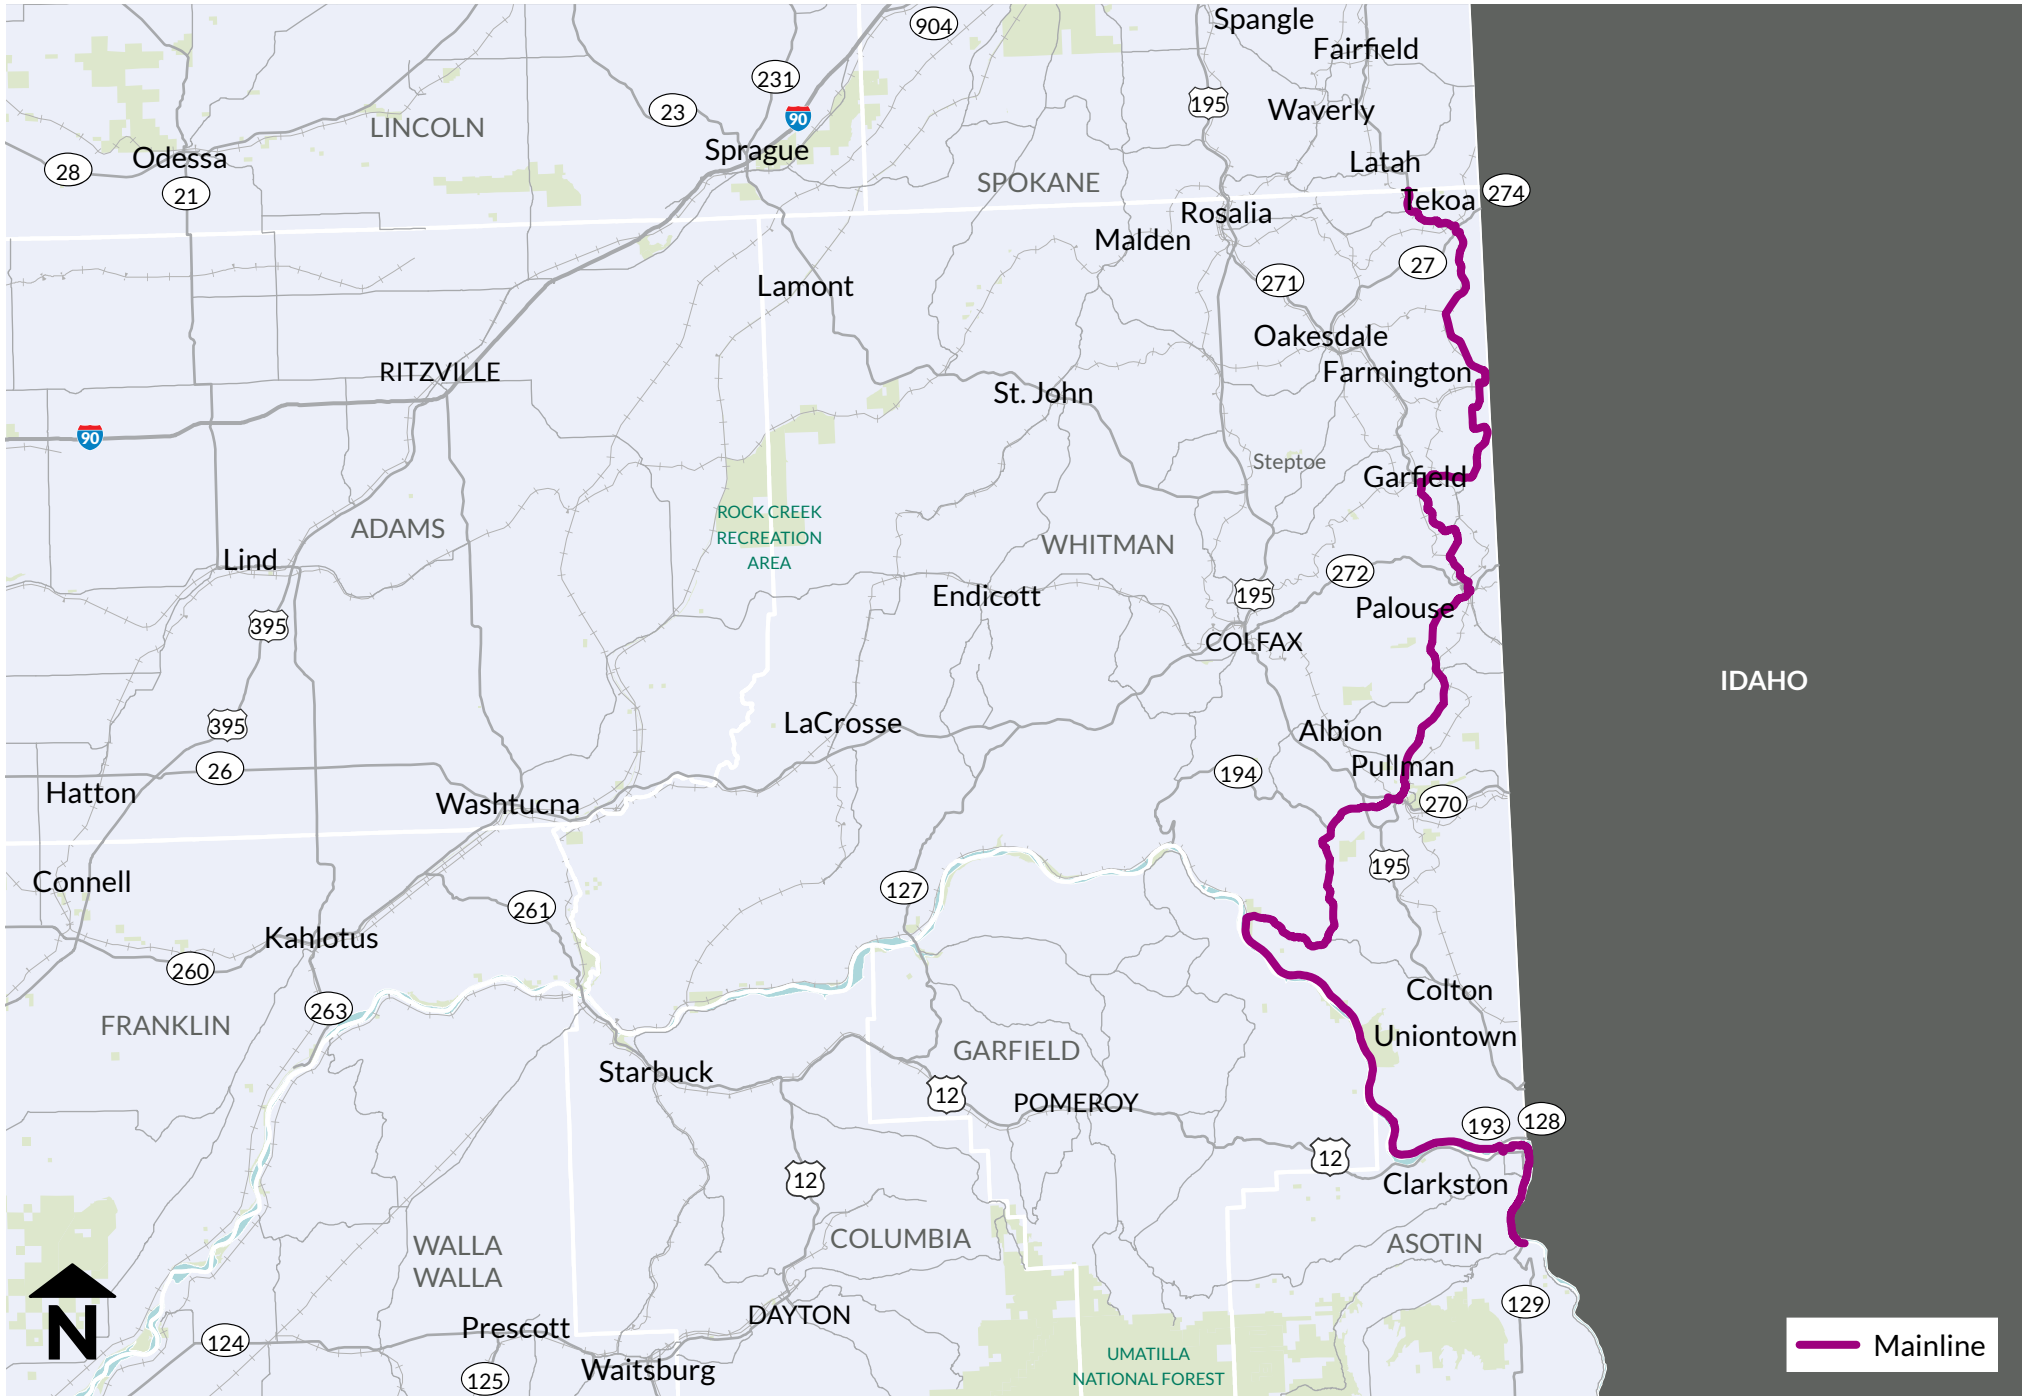 904
Spangle
Fairfield
231
23
90
195
Waverly
LINCOLN
Odessa
28
21
Sprague
Latah
SPOKANE
Tekoa
274
Rosalia
Malden
27
271
Lamont
Oakesdale
RITZVILLE
Farmington
St. John
90
Steptoe
Garfield
ROCK CREEK
RECREATION
AREA
ADAMS
WHITMAN
Lind
272
Endicott
195
Palouse
395
COLFAX
IDAHO
395
LaCrosse
Albion
26
194
Pullman
270
Hatton
Washtucna
195
Connell
127
261
Kahlotus
260
Colton
263
FRANKLIN
Uniontown
GARFIELD
Starbuck
12
POMEROY
193
128
12
12
Clarkston
WALLA
WALLA
COLUMBIA
ASOTIN
N
129
DAYTON
Prescott
124
Waitsburg
125
UMATILLA
NATIONAL FOREST
Mainline